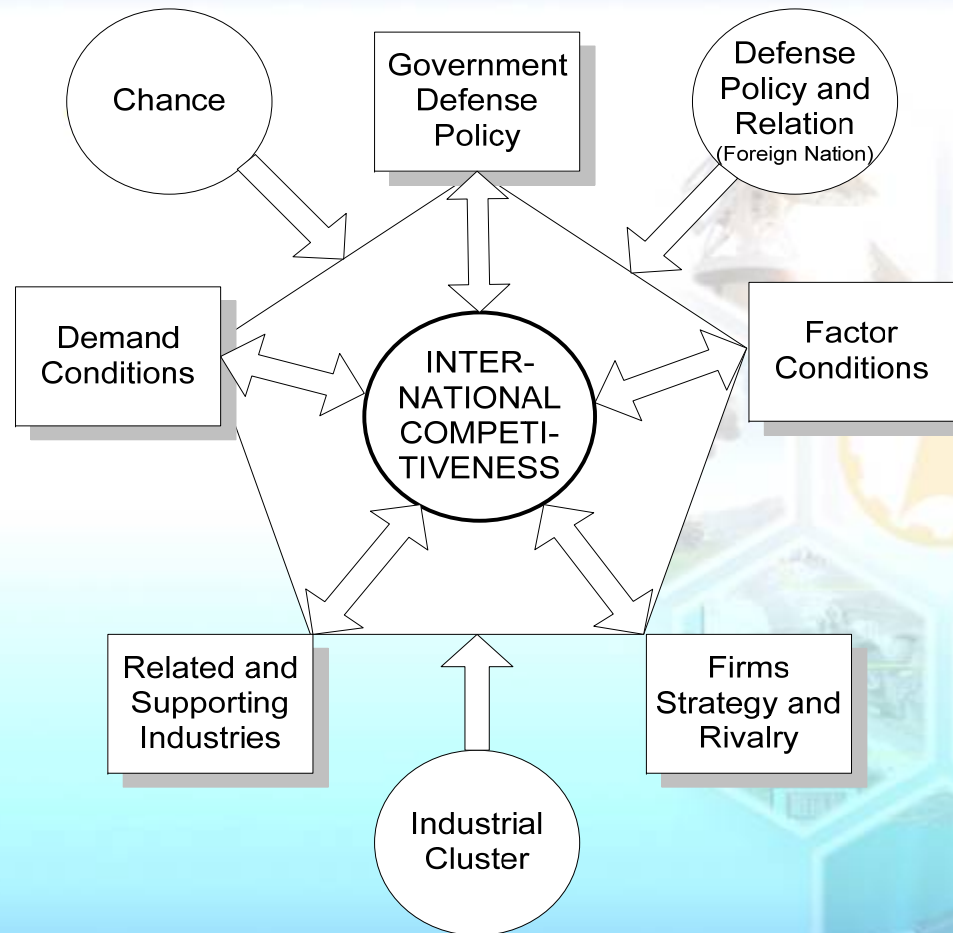 Chance
Government
Defense
Policy
Defense
Policy and
Relation
(Foreign Nation)
Demand
Conditions
INTER-
NATIONAL
COMPETI-
TIVENESS
Factor
Conditions
Related and
Supporting
Industries
Firms
Strategy and
Rivalry
Industrial
Cluster